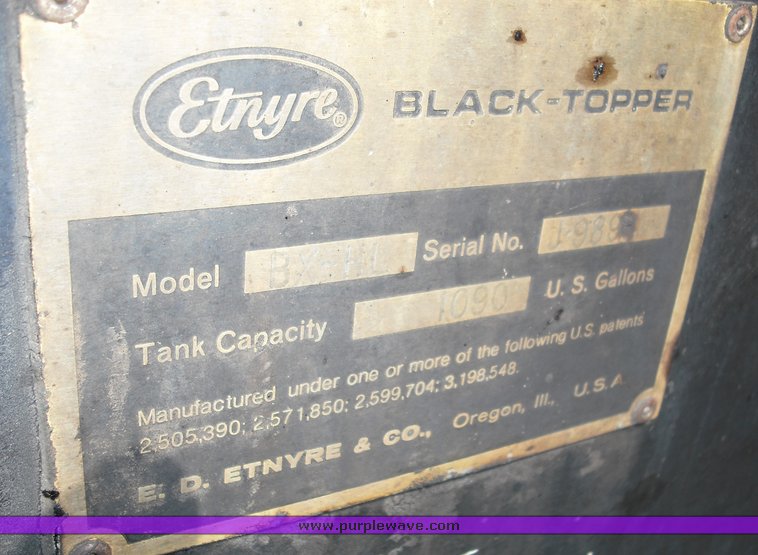 Etnyre® BLACK-TOPPER
Model BX-HL Serial No.
Tank Capacity 1090 U. S. Gallons
Manufactured under one or more of the following U.S. patents
2,505,390; 2,571,850; 2,599,704; 3,198,548.
E. D. ETNYRE & CO., Oregon, Ill., U.S.A
www.purplewave.com